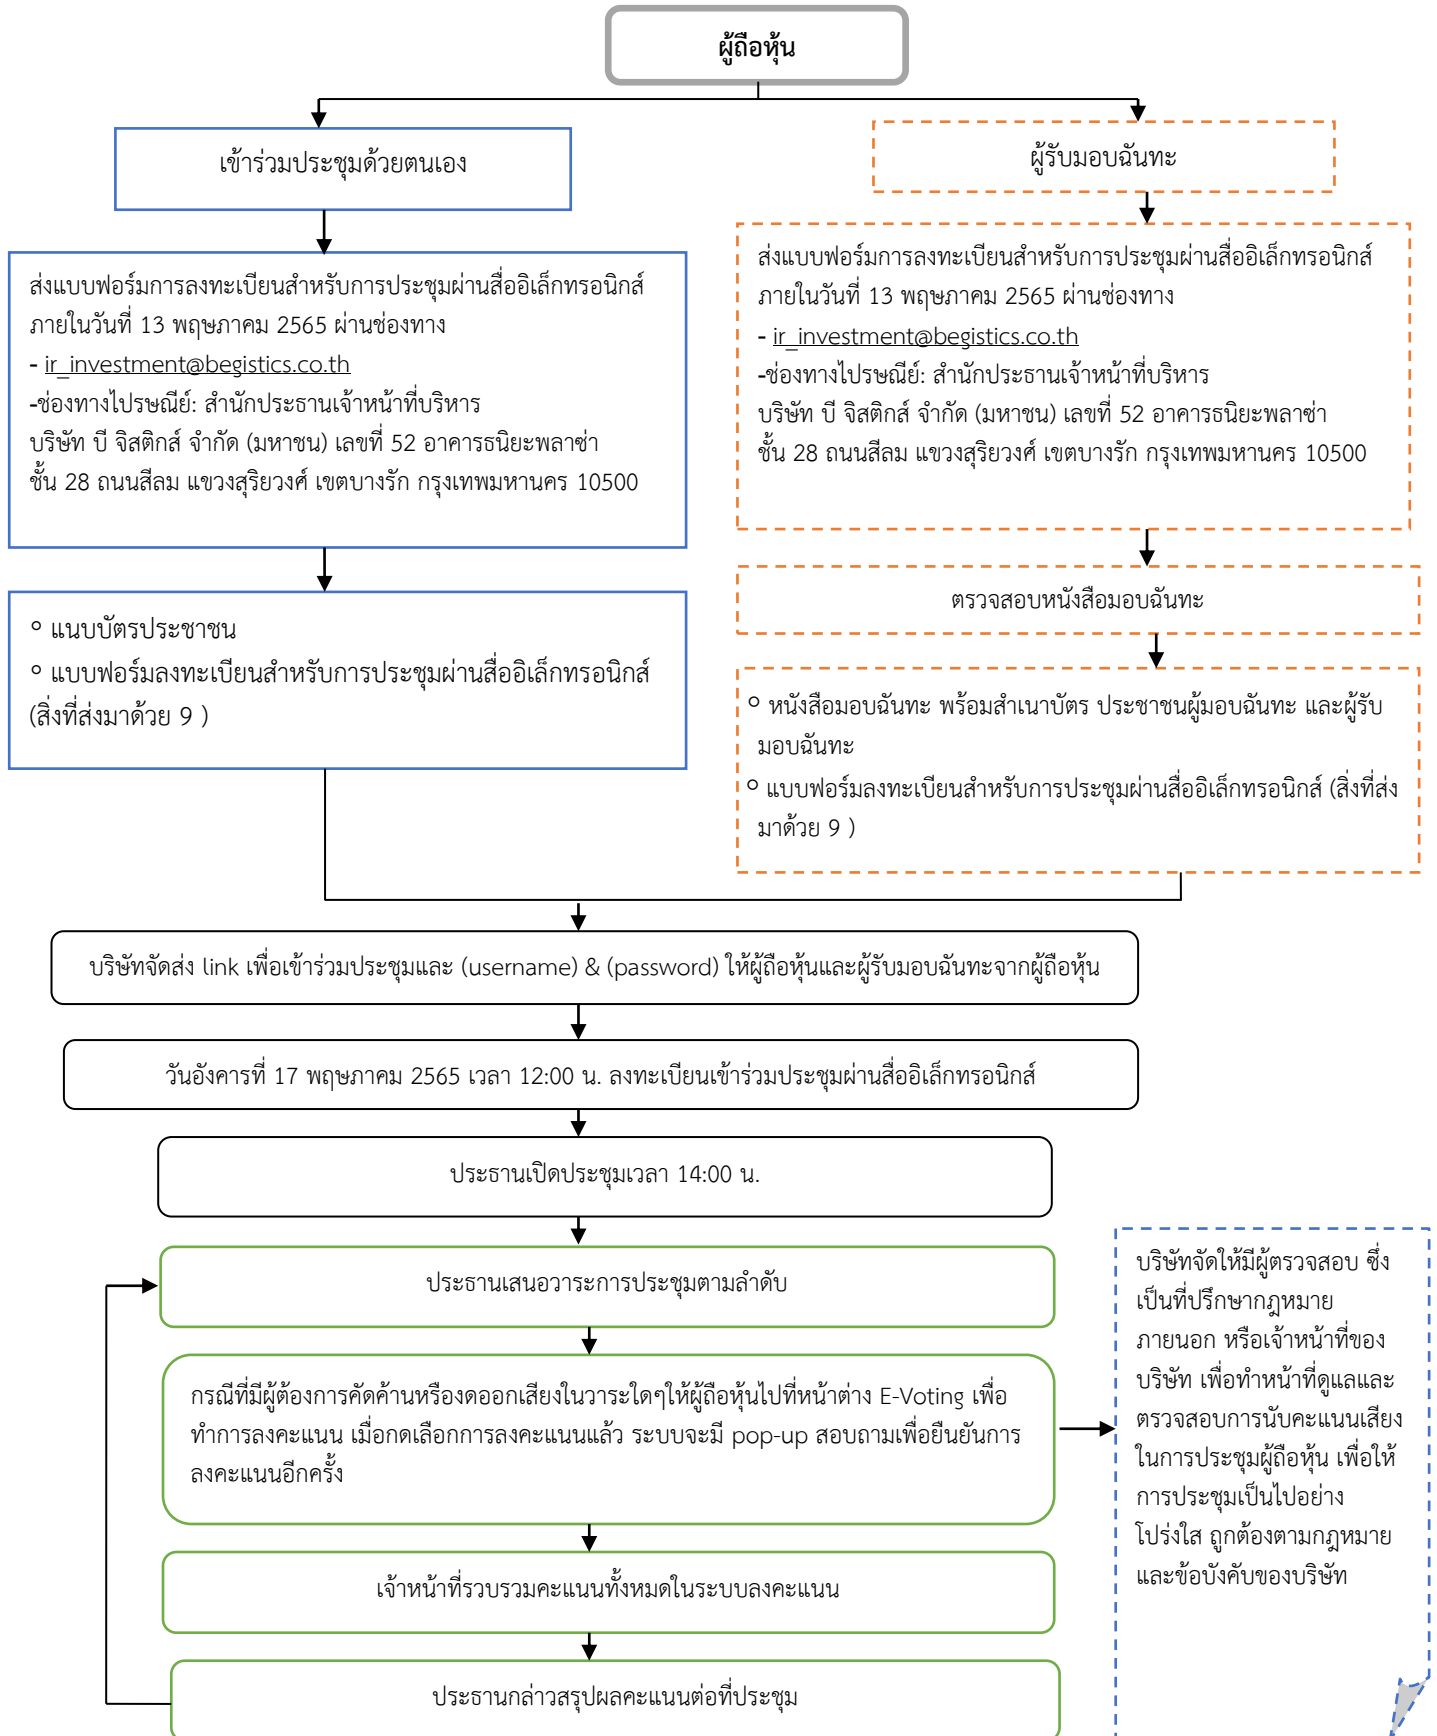 ผู้ถือหุ้น
เข้าร่วมประชุมด้วยตนเอง
ส่งแบบฟอร์มการลงทะเบียนสำหรับการประชุมผ่านสื่ออิเล็กทรอนิกส์
ภายในวันที่ 13 พฤษภาคม 2565 ผ่านช่องทาง
- ir_investment@begistics.co.th
-ช่องทางไปรษณีย์: สำนักประธานเจ้าหน้าที่บริหาร
บริษัท บี จิสติกส์ จำกัด (มหาชน) เลขที่ 52 อาคารธนิยะพลาซ่า
ชั้น 28 ถนนสีลม แขวงสุริยวงศ์ เขตบางรัก กรุงเทพมหานคร 10500
° แนบบัตรประชาชน
° แบบฟอร์มลงทะเบียนสำหรับการประชุมผ่านสื่ออิเล็กทรอนิกส์
(สิ่งที่ส่งมาด้วย 9 )
ผู้รับมอบฉันทะ
ส่งแบบฟอร์มการลงทะเบียนสำหรับการประชุมผ่านสื่ออิเล็กทรอนิกส์
ภายในวันที่ 13 พฤษภาคม 2565 ผ่านช่องทาง
- ir_investment@begistics.co.th
-ช่องทางไปรษณีย์: สำนักประธานเจ้าหน้าที่บริหาร
บริษัท บี จิสติกส์ จำกัด (มหาชน) เลขที่ 52 อาคารธนิยะพลาซ่า
ชั้น 28 ถนนสีลม แขวงสุริยวงศ์ เขตบางรัก กรุงเทพมหานคร 10500
ตรวจสอบหนังสือมอบฉันทะ
° หนังสือมอบฉันทะ พร้อมสำเนาบัตร ประชาชนผู้มอบฉันทะ และผู้รับ
มอบฉันทะ
° แบบฟอร์มลงทะเบียนสำหรับการประชุมผ่านสื่ออิเล็กทรอนิกส์ (สิ่งที่ส่ง
มาด้วย 9 )
บริษัทจัดส่ง link เพื่อเข้าร่วมประชุมและ (username) & (password) ให้ผู้ถือหุ้นและผู้รับมอบฉันทะจากผู้ถือหุ้น
วันอังคารที่ 17 พฤษภาคม 2565 เวลา 12:00 น. ลงทะเบียนเข้าร่วมประชุมผ่านสื่ออิเล็กทรอนิกส์
ประธานเปิดประชุมเวลา 14:00 น.
ประธานเสนอวาระการประชุมตามลำดับ
กรณีที่มีผู้ต้องการคัดค้านหรืองดออกเสียงในวาระใดๆให้ผู้ถือหุ้นไปที่หน้าต่าง E-Voting เพื่อ
ทำการลงคะแนน เมื่อกดเลือกการลงคะแนนแล้ว ระบบจะมี pop-up สอบถามเพื่อยืนยันการ
ลงคะแนนอีกครั้ง
เจ้าหน้าที่รวบรวมคะแนนทั้งหมดในระบบลงคะแนน
ประธานกล่าวสรุปผลคะแนนต่อที่ประชุม
บริษัทจัดให้มีผู้ตรวจสอบ ซึ่ง
เป็นที่ปรึกษากฎหมาย
ภายนอก หรือเจ้าหน้าที่ของ
บริษัท เพื่อทำหน้าที่ดูแลและ
ตรวจสอบการนับคะแนนเสียง
ในการประชุมผู้ถือหุ้น เพื่อให้
การประชุมเป็นไปอย่าง
โปร่งใส ถูกต้องตามกฎหมาย
และข้อบังคับของบริษัท